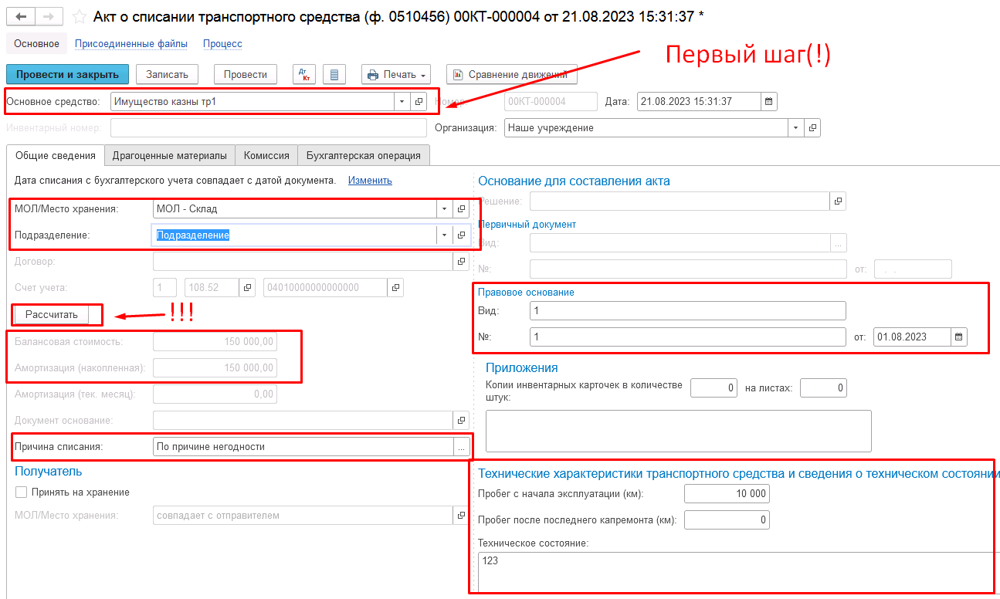 Акт о списании транспортного средства (ф. 0510456) 00КТ-000004 от 21.08.2023 15:31:37 *
Основное Присоединенные файлы Процесс
Первый шаг(!)
Провести и закрыть Записать Провести Дт Кт Печать Сравнение движений
Основное средство: Имущество казны тр1 Номер: 00КТ-000004 Дата: 21.08.2023 15:31:37
Инвентарный номер: Организация: Наше учреждение
Общие сведения Драгоценные материалы Комиссия Бухгалтерская операция
Дата списания с бухгалтерского учета совпадает с датой документа. Изменить
Основание для составления акта
МОЛ/Место хранения: МОЛ - Склад
Решение:
Подразделение: Подразделение
Первичный документ
Вид: ...
Договор:
№: от: . .
Счет учета: 1 108.52 04010000000000000
Правовое основание
Вид: 1
Рассчитать !!!
№: 1 от: 01.08.2023
Балансовая стоимость: 150 000,00
Амортизация (накопленная): 150 000,00
Приложения
Копии инвентарных карточек в количестве
штук: 0 на листах: 0
Амортизация (тек. месяц): 0,00
Документ основание:
Причина списания: По причине негодности ...
Получатель
Технические характеристики транспортного средства и сведения о техническом состоянии
Принять на хранение
Пробег с начала эксплуатации (км): 10 000
МОЛ/Место хранения: совпадает с отправителем
Пробег после последнего капремонта (км): 0
Техническое состояние:
123